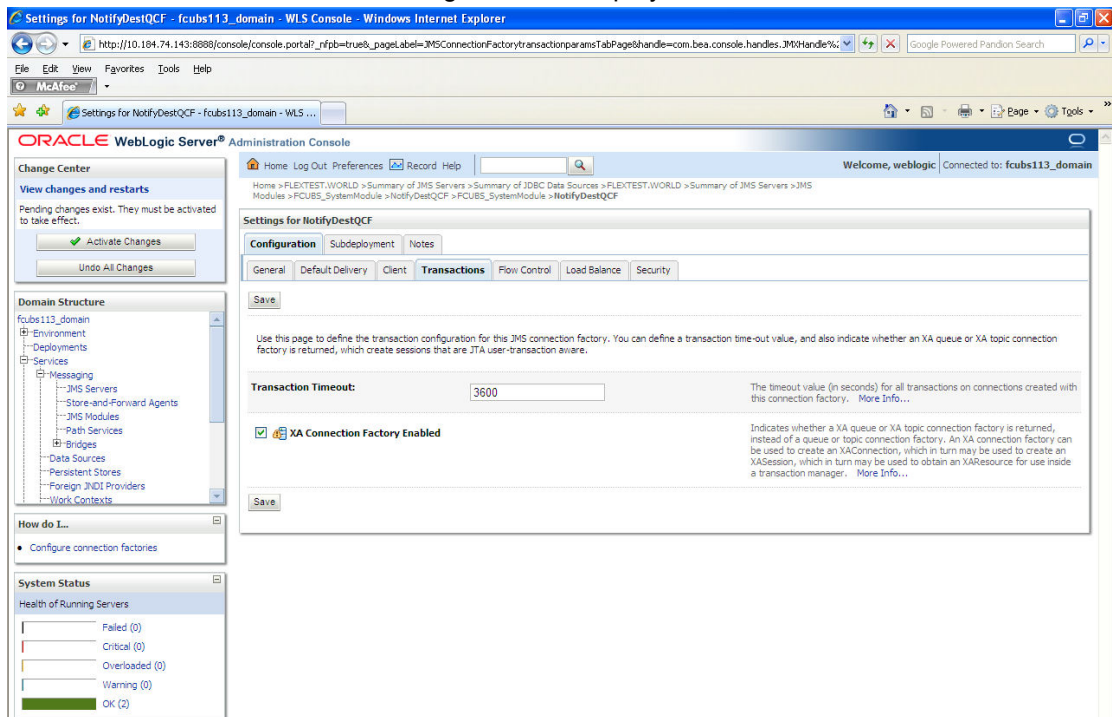 Settings for NotifyDestQCF - fcubs113_domain - WLS Console - Windows Internet Explorer
http://10.184.74.143:8888/console/console.portal?_nfpb=true&_pageLabel=JMSConnectionFactorytransactionparamsTabPage&handle=com.bea.console.handles.JMXHandle%
Google Powered Pandion Search
File Edit View Favorites Tools Help
McAfee
Settings for NotifyDestQCF - fcubs113_domain - WLS ...
Page Tools
ORACLE WebLogic Server® Administration Console
Change Center
View changes and restarts
Pending changes exist. They must be activated
to take effect.
Activate Changes
Undo All Changes
Domain Structure
fcubs113_domain
Environment
Deployments
Services
Messaging
JMS Servers
Store-and-Forward Agents
JMS Modules
Path Services
Bridges
Data Sources
Persistent Stores
Foreign JNDI Providers
Work Contexts
How do I...
Configure connection factories
System Status
Health of Running Servers
Failed (0)
Critical (0)
Overloaded (0)
Warning (0)
OK (2)
Home Log Out Preferences Record Help
Welcome, weblogic Connected to: fcubs113_domain
Home >FLEXTEST.WORLD >Summary of JMS Servers >Summary of JDBC Data Sources >FLEXTEST.WORLD >Summary of JMS Servers >JMS
Modules >FCUBS_SystemModule >NotifyDestQCF >FCUBS_SystemModule >NotifyDestQCF
Settings for NotifyDestQCF
Configuration Subdeployment Notes
General Default Delivery Client Transactions Flow Control Load Balance Security
Save
Use this page to define the transaction configuration for this JMS connection factory. You can define a transaction time-out value, and also indicate whether an XA queue or XA topic connection
factory is returned, which create sessions that are JTA user-transaction aware.
Transaction Timeout:
3600
The timeout value (in seconds) for all transactions on connections created with
this connection factory. More Info...
XA Connection Factory Enabled
Indicates whether a XA queue or XA topic connection factory is returned,
instead of a queue or topic connection factory. An XA connection factory can
be used to create an XAConnection, which in turn may be used to create an
XASession, which in turn may be used to obtain an XAResource for use inside
a transaction manager. More Info...
Save